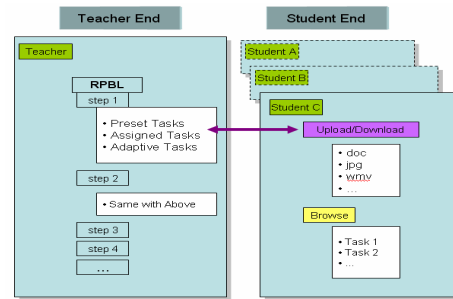 Teacher End
Student End
Teacher
RPBL
step 1
• Preset Tasks
• Assigned Tasks
• Adaptive Tasks
step 2
• Same with Above
step 3
step 4
...
Student A
Student B
Student C
Upload/Download
• doc
• jpg
• wmv
• ...
Browse
• Task 1
• Task 2
• ...